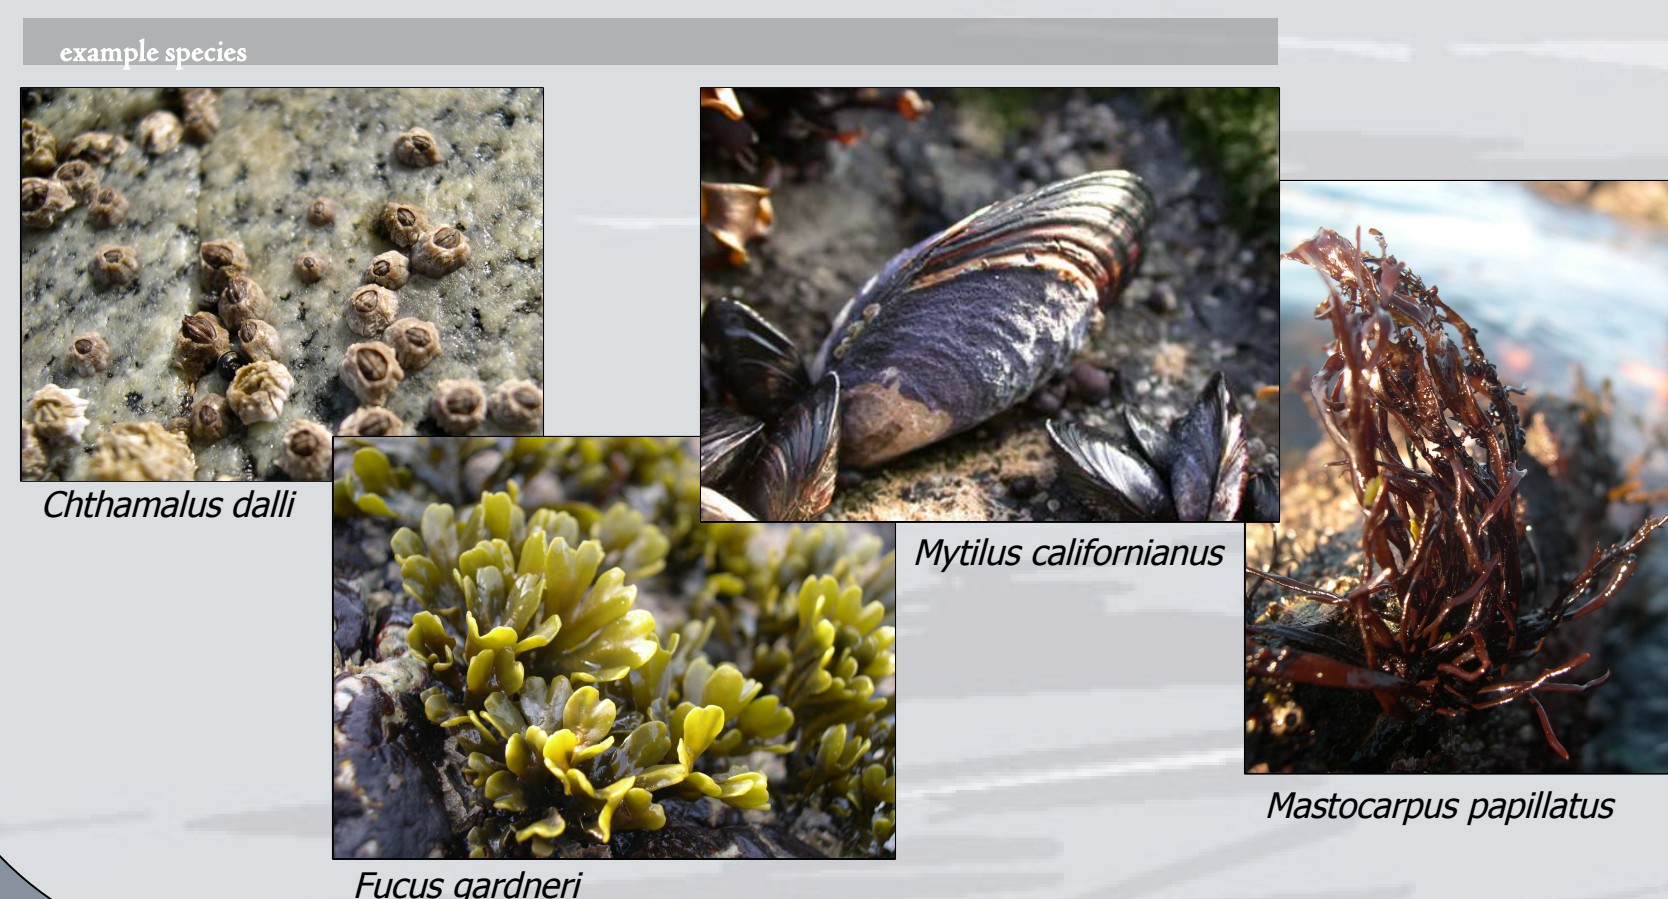 example species
Chthamalus dalli
Mytilus californianus
Mastocarpus papillatus
Fucus gardneri